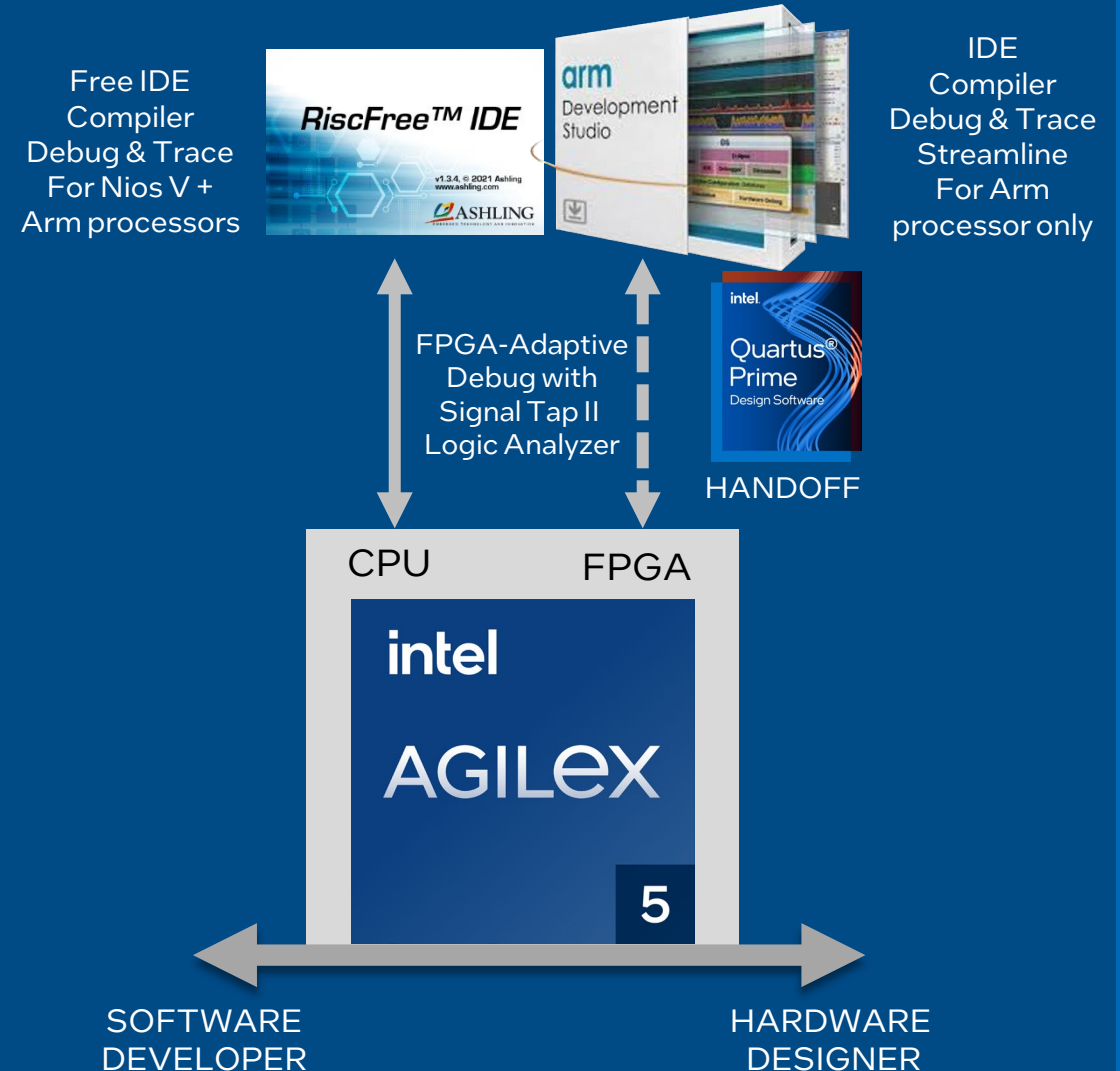 Free IDE
Compiler
Debug & Trace
For Nios V +
Arm processors
RiscFree™ IDE
v1.3.4, © 2021 Ashling
www.ashling.com
ASHLING
arm
Development
Studio
IDE
Compiler
Debug & Trace
Streamline
For Arm
processor only
FPGA-Adaptive
Debug with
Signal Tap II
Logic Analyzer
intel.
Quartus®
Prime
Design Software
HANDOFF
CPU
FPGA
intel
AGILEX
5
SOFTWARE
DEVELOPER
HARDWARE
DESIGNER